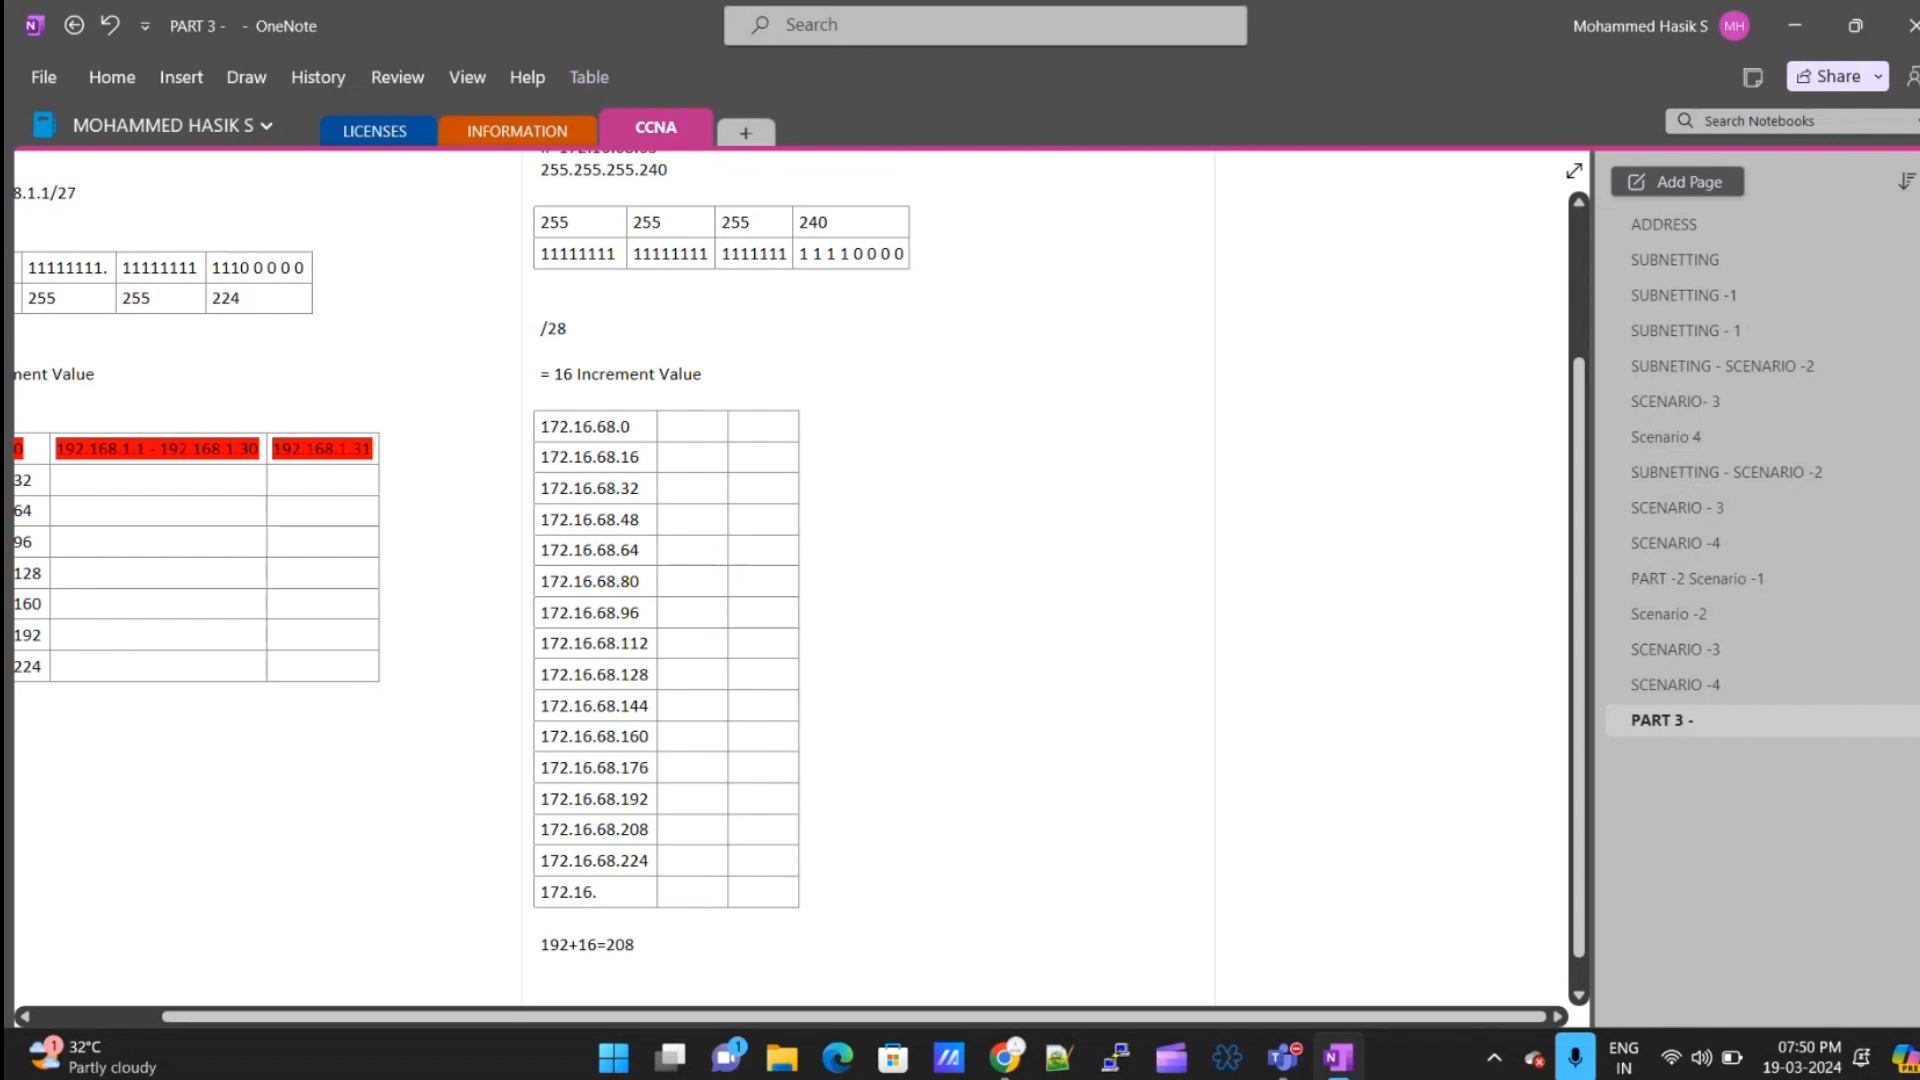 PART 3 - - OneNote
Search
Mohammed Hasik S
MH
File Home Insert Draw History Review View Help Table
Share
MOHAMMED HASIK S
LICENSES
INFORMATION
CCNA
+
Search Notebooks
8.1.1/27
11111111. 11111111 1110 0 0 0 0
255 255 224
ment Value
0 192.168.1.1 - 192.168.1.30 192.168.1.31
32
64
96
128
160
192
224
255.255.255.240
255 255 255 240
11111111 11111111 1111111 1 1 1 1 0 0 0 0
/28
= 16 Increment Value
172.16.68.0
172.16.68.16
172.16.68.32
172.16.68.48
172.16.68.64
172.16.68.80
172.16.68.96
172.16.68.112
172.16.68.128
172.16.68.144
172.16.68.160
172.16.68.176
172.16.68.192
172.16.68.208
172.16.68.224
172.16.
192+16=208
Add Page
ADDRESS
SUBNETTING
SUBNETTING -1
SUBNETTING - 1
SUBNETING - SCENARIO -2
SCENARIO- 3
Scenario 4
SUBNETTING - SCENARIO -2
SCENARIO - 3
SCENARIO -4
PART -2 Scenario -1
Scenario -2
SCENARIO -3
SCENARIO -4
PART 3 -
1
32°C
Partly cloudy
1
ENG
IN
07:50 PM
19-03-2024
PRE